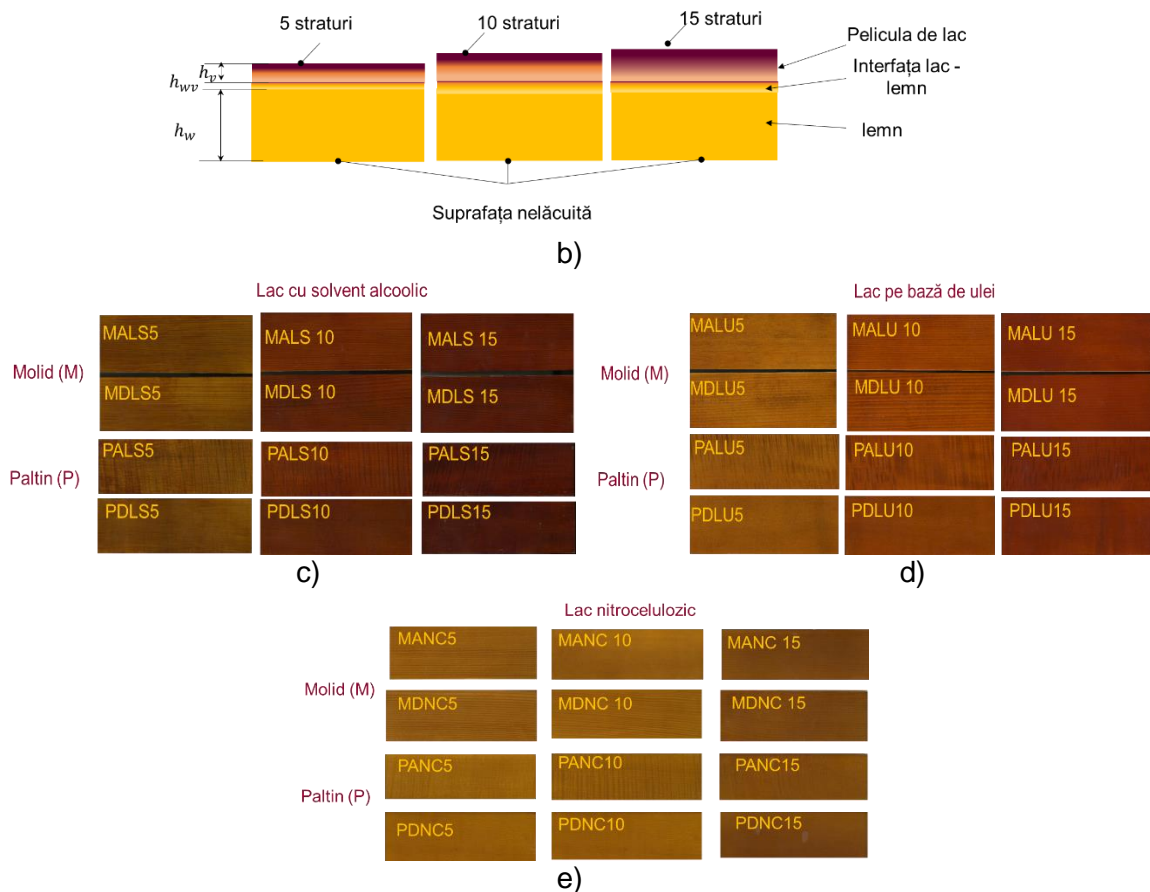 5 straturi
10 straturi
15 straturi
Pelicula de lac
Interfața lac -
lemn
lemn
h_v
h_wv
h_w
Suprafața nelăcuită
b)
Lac cu solvent alcoolic
Molid (M)
MALS5
MALS 10
MALS 15
MDLS5
MDLS 10
MDLS 15
Paltin (P)
PALS5
PALS10
PALS15
PDLS5
PDLS10
PDLS15
c)
Lac pe bază de ulei
Molid (M)
MALU5
MALU 10
MALU 15
MDLU5
MDLU 10
MDLU 15
Paltin (P)
PALU5
PALU10
PALU15
PDLU5
PDLU10
PDLU15
d)
Lac nitrocelulozic
Molid (M)
MANC5
MANC 10
MANC 15
MDNC5
MDNC 10
MDNC 15
Paltin (P)
PANC5
PANC10
PANC15
PDNC5
PDNC10
PDNC15
e)